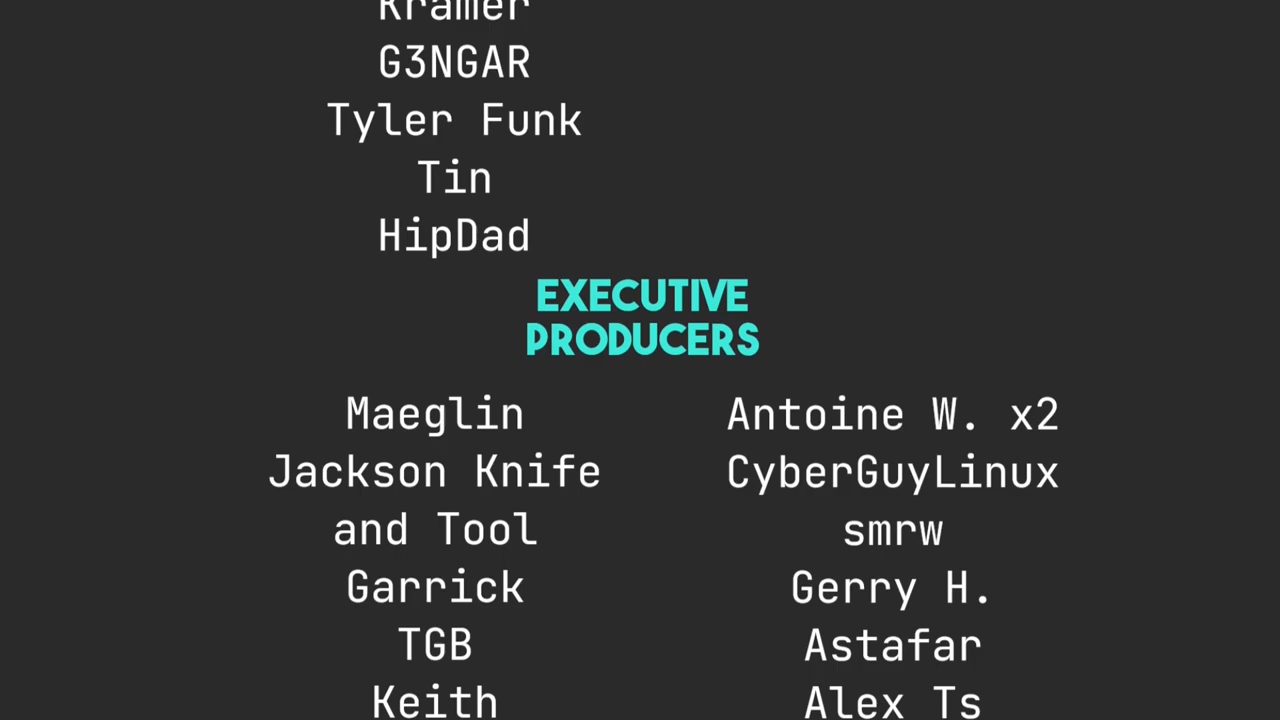 Kramer
G3NGAR
Tyler Funk
Tin
HipDad
EXECUTIVE
PRODUCERS
Maeglin
Jackson Knife
and Tool
Garrick
TGB
Keith
Antoine W. x2
CyberGuyLinux
smrw
Gerry H.
Astafar
Alex Ts